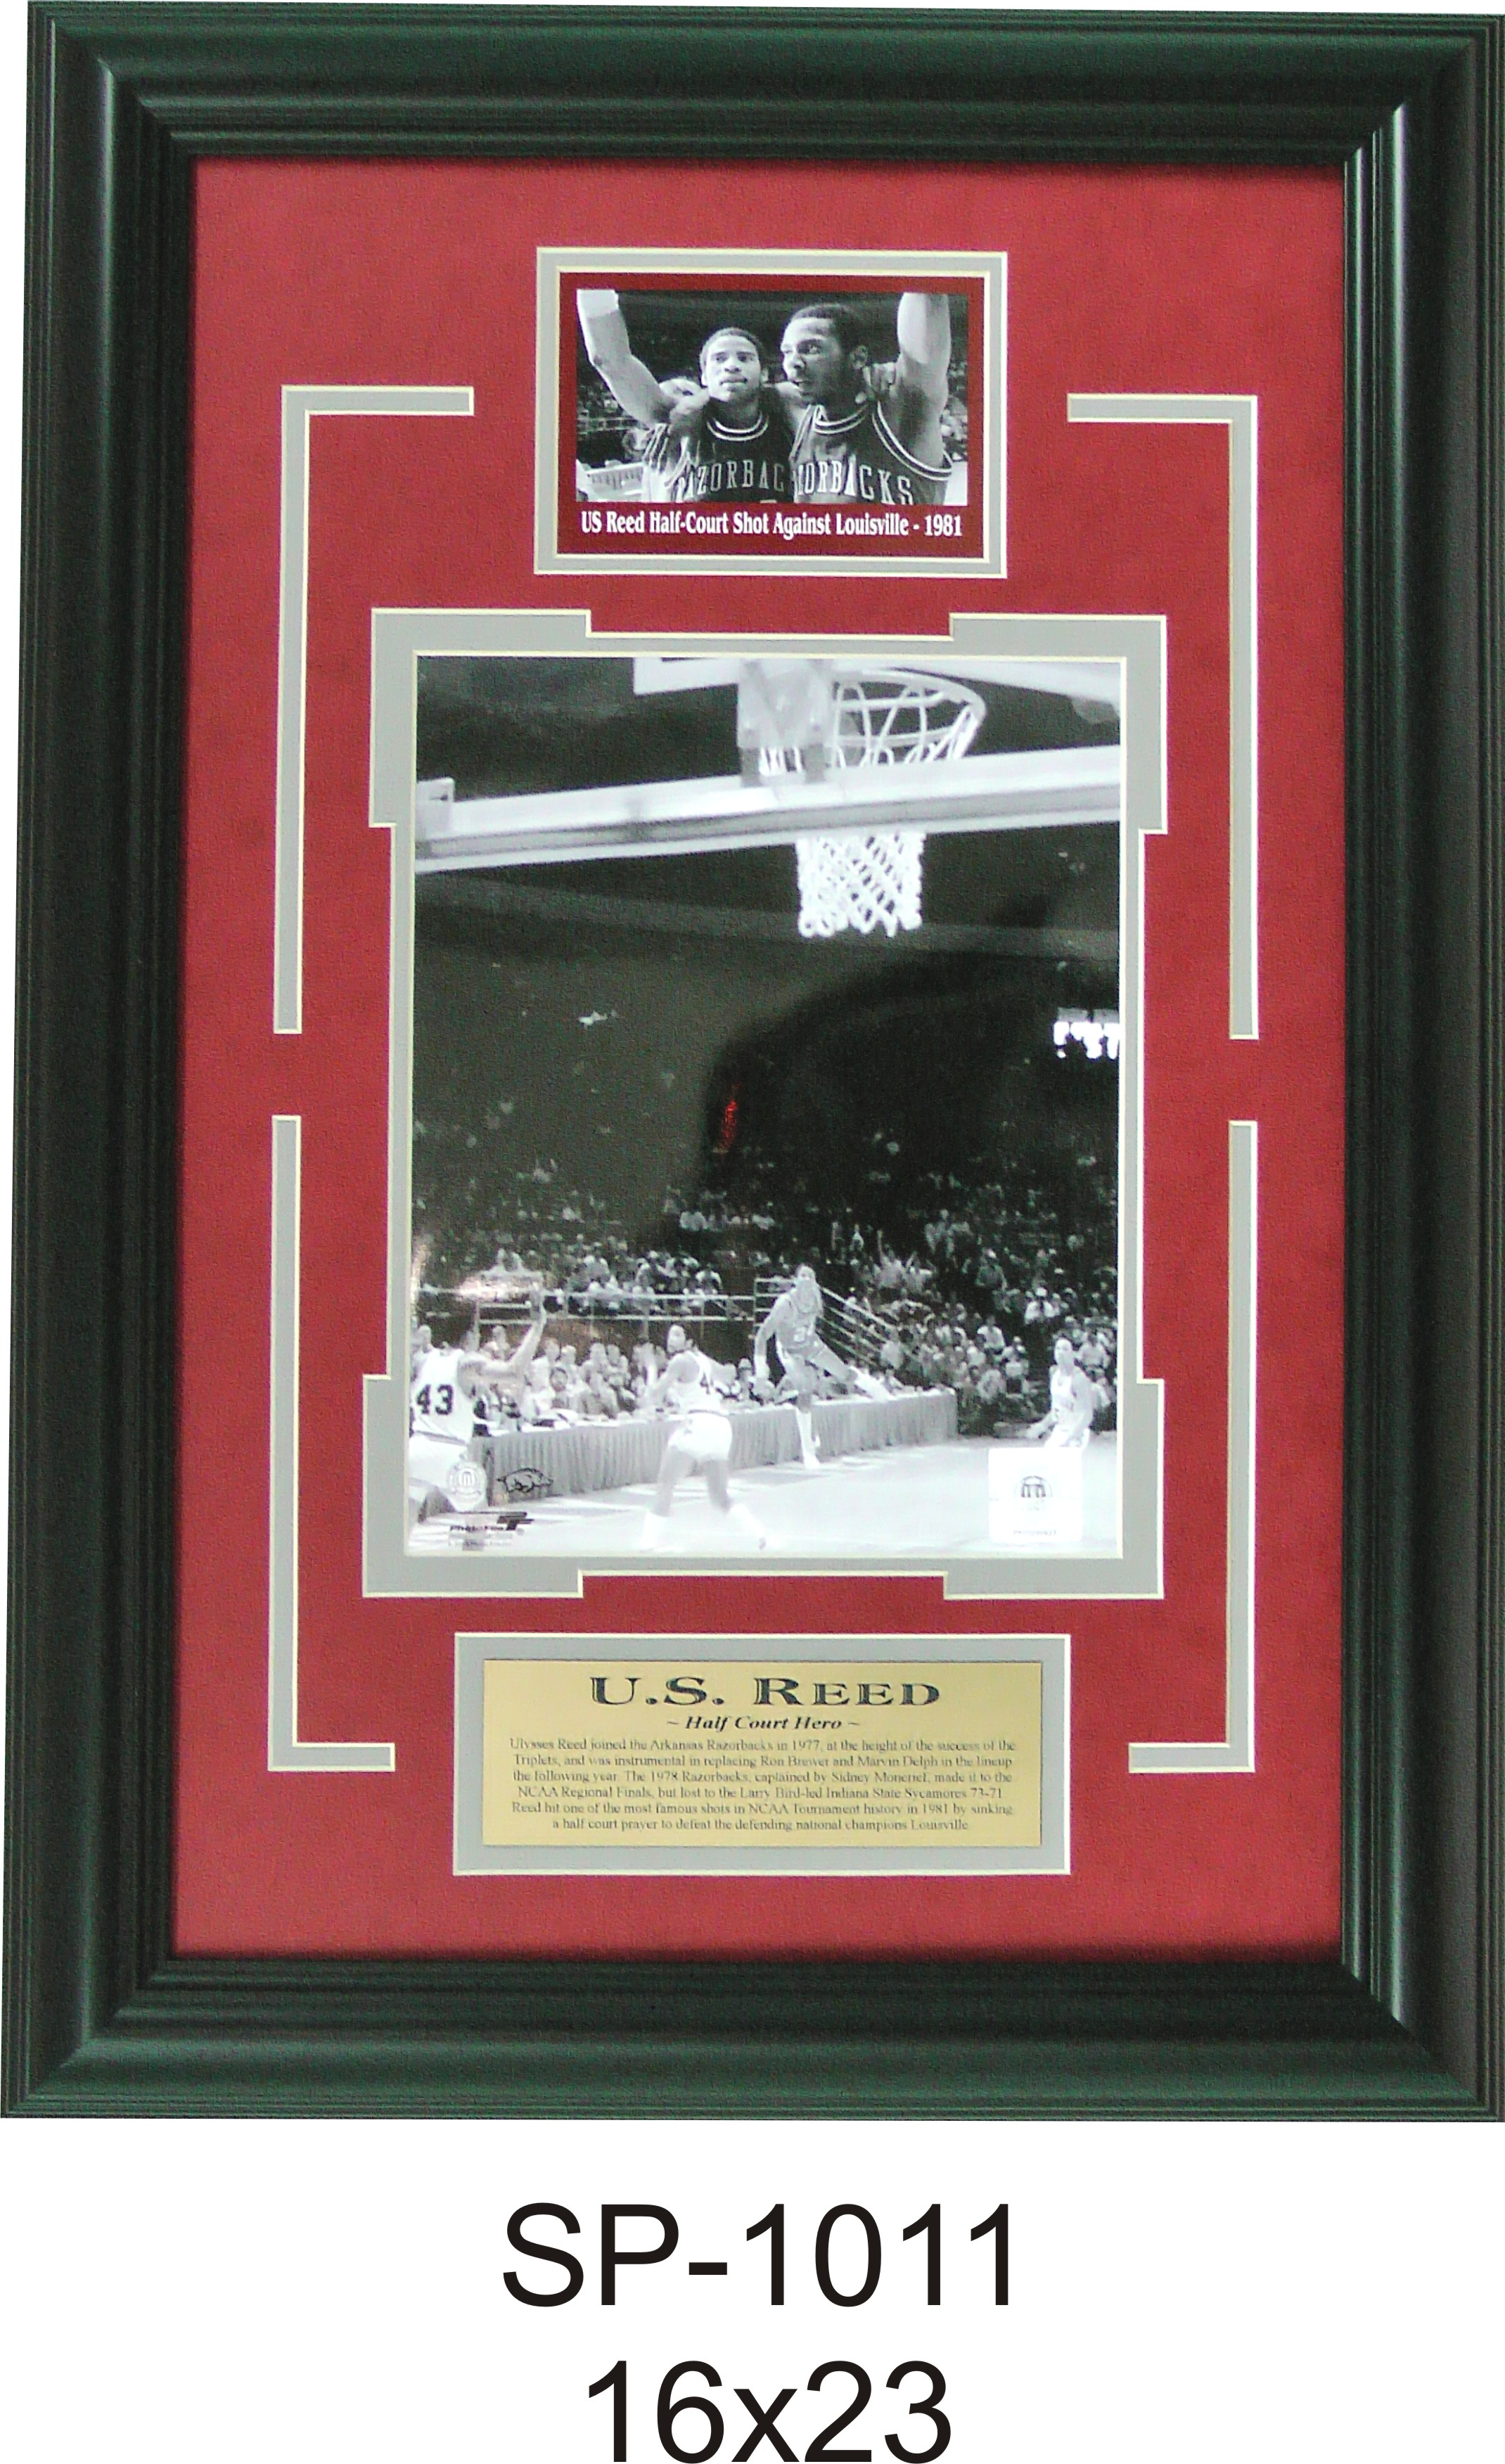 AZORBAC ORBACKS
US Reed Half-Court Shot Against Louisville - 1981
43
4
U.S. REED
~ Half Court Hero ~
Ulysses Reed joined the Arkansas Razorbacks in 1977, at the height of the success of the
Triplets, and was instrumental in replacing Ron Brewer and Marvin Delph in the lineup
the following year. The 1978 Razorbacks, captained by Sidney Moncrief, made it to the
NCAA Regional Finals, but lost to the Larry Bird-led Indiana State Sycamores 73-71.
Reed hit one of the most famous shots in NCAA Tournament history in 1981 by sinking
a half court prayer to defeat the defending national champions Louisville.
SP-1011
16x23